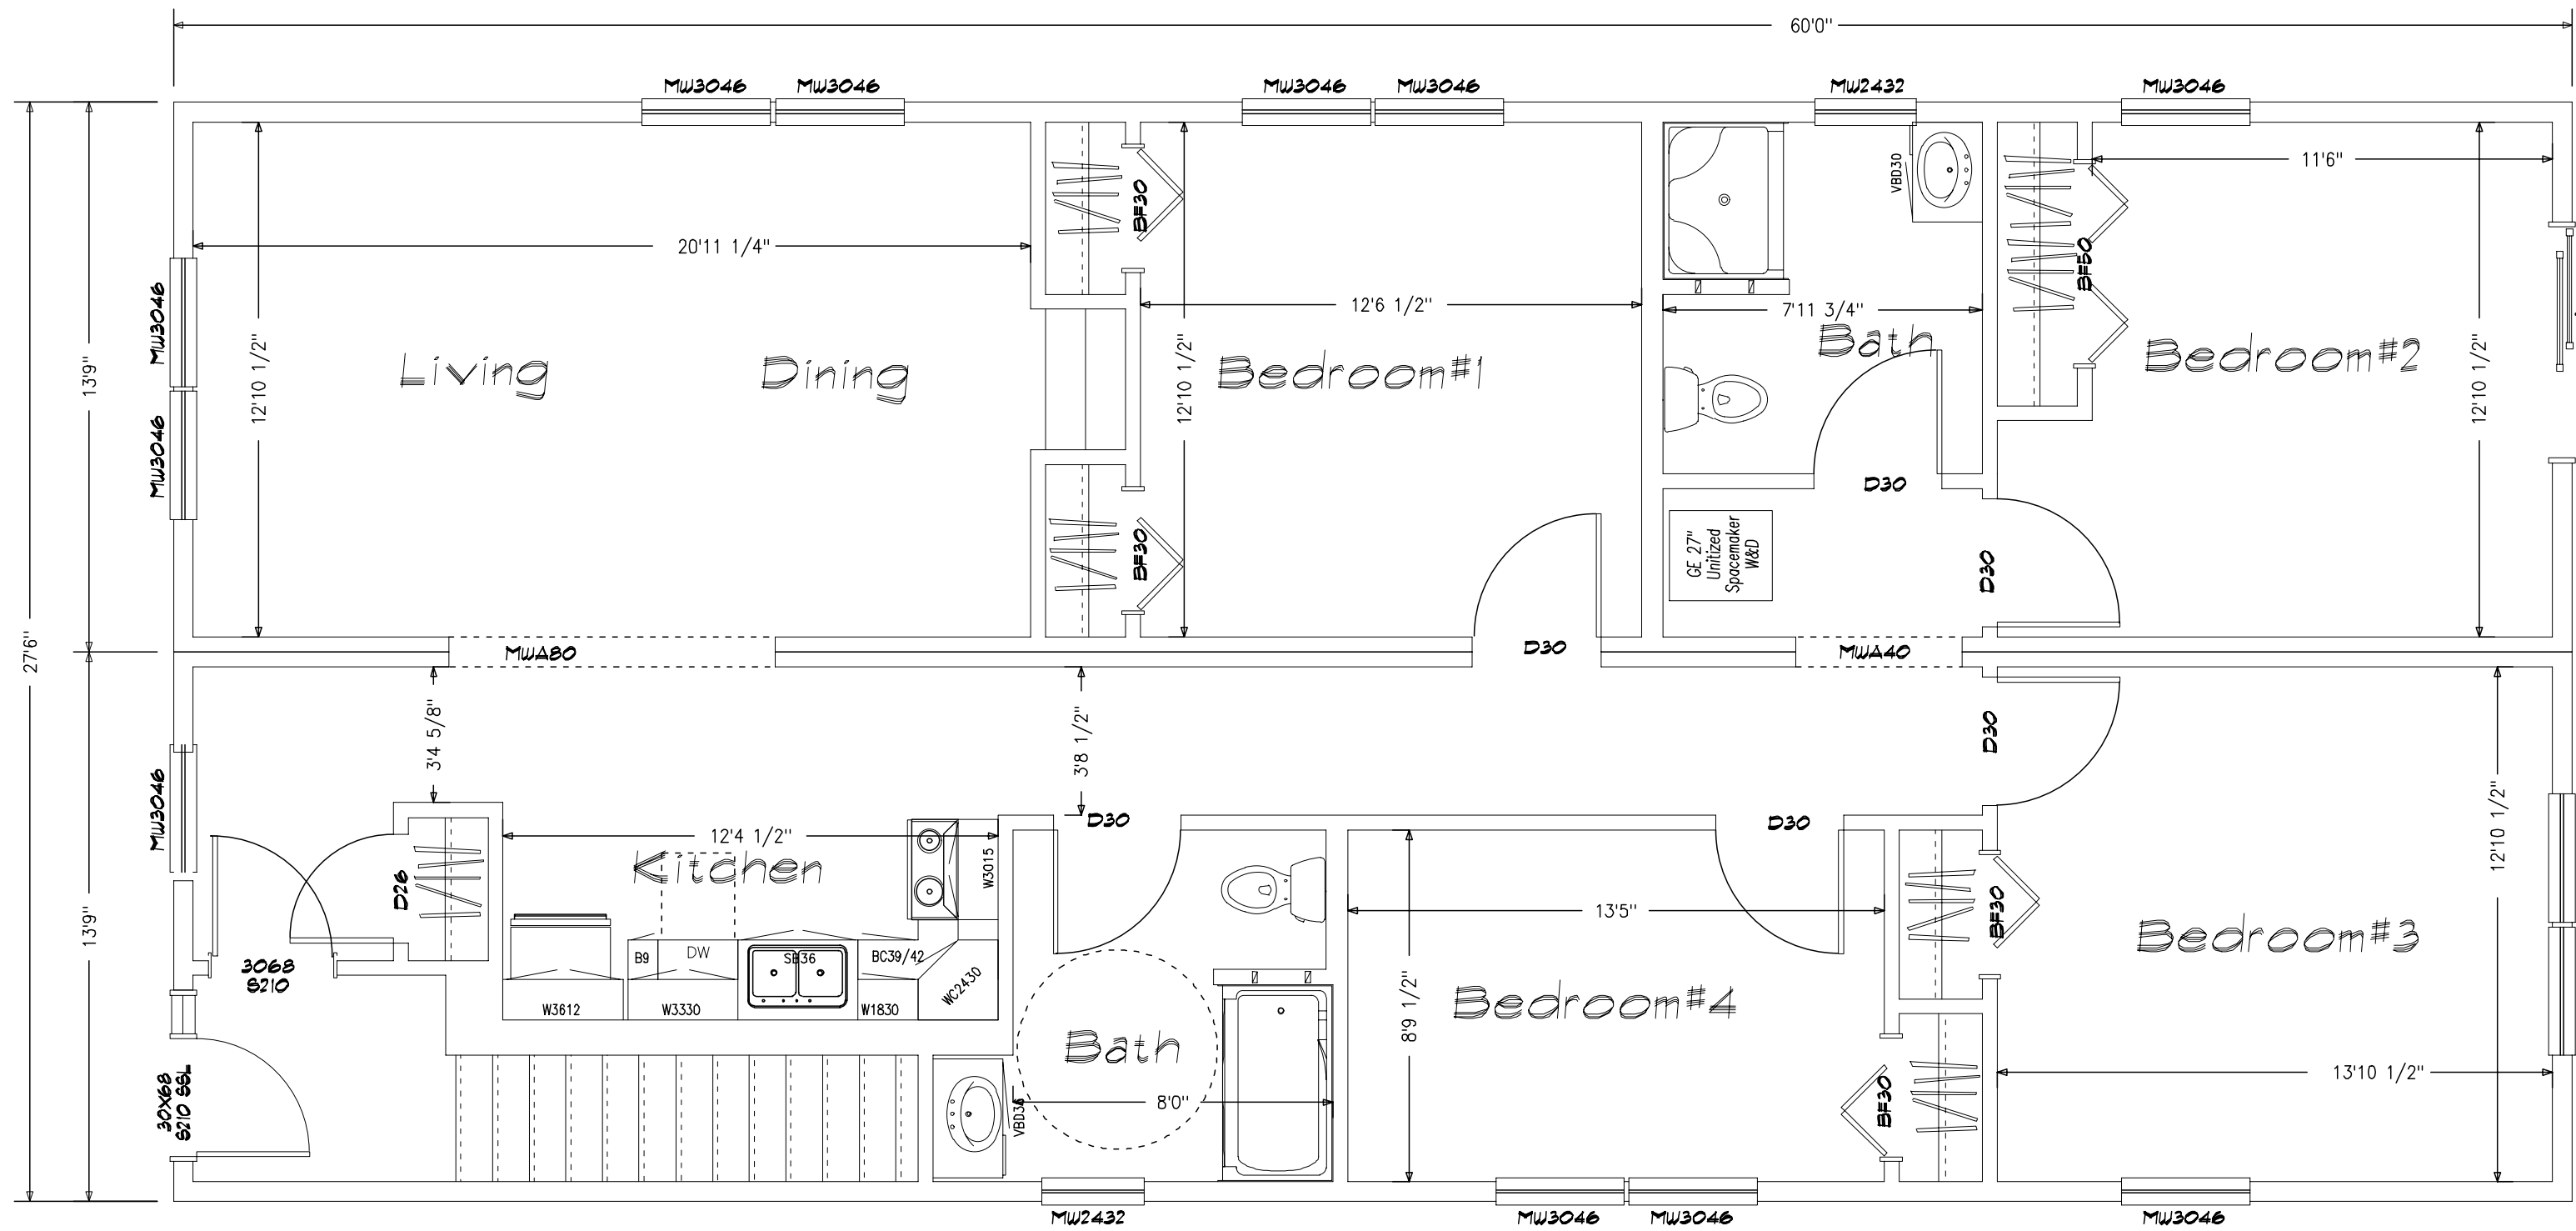 60'0"
MW3046 MW3046 MW3046 MW3046 MW2432 MW3046
VBD30
BF30
11'6"
20'11 1/4"
BF50
12'6 1/2"
7'11 3/4"
MW3046
13'9"
12'10 1/2"
12'10 1/2"
12'10 1/2"
Living Dining Bedroom#1 Bath Bedroom#2
MW3046
D30
BF30
GE 27"
Unitized
Spacemaker
W&D
D30
27'6"
MWA80 D30 MWA40
3'4 5/8"
3'8 1/2"
D30
MW3046
D30 D30
12'4 1/2"
Kitchen
W3015
12'10 1/2"
D26
13'9"
13'5"
BF30
Bedroom#3
B9 DW SB36 BC39/42
3068
S210
WC2430
W3612 W3330 W1830
8'9 1/2"
Bedroom#4
Bath
30X68
S210 SSL
VBD36
8'0"
BF30
13'10 1/2"
MW2432 MW3046 MW3046 MW3046